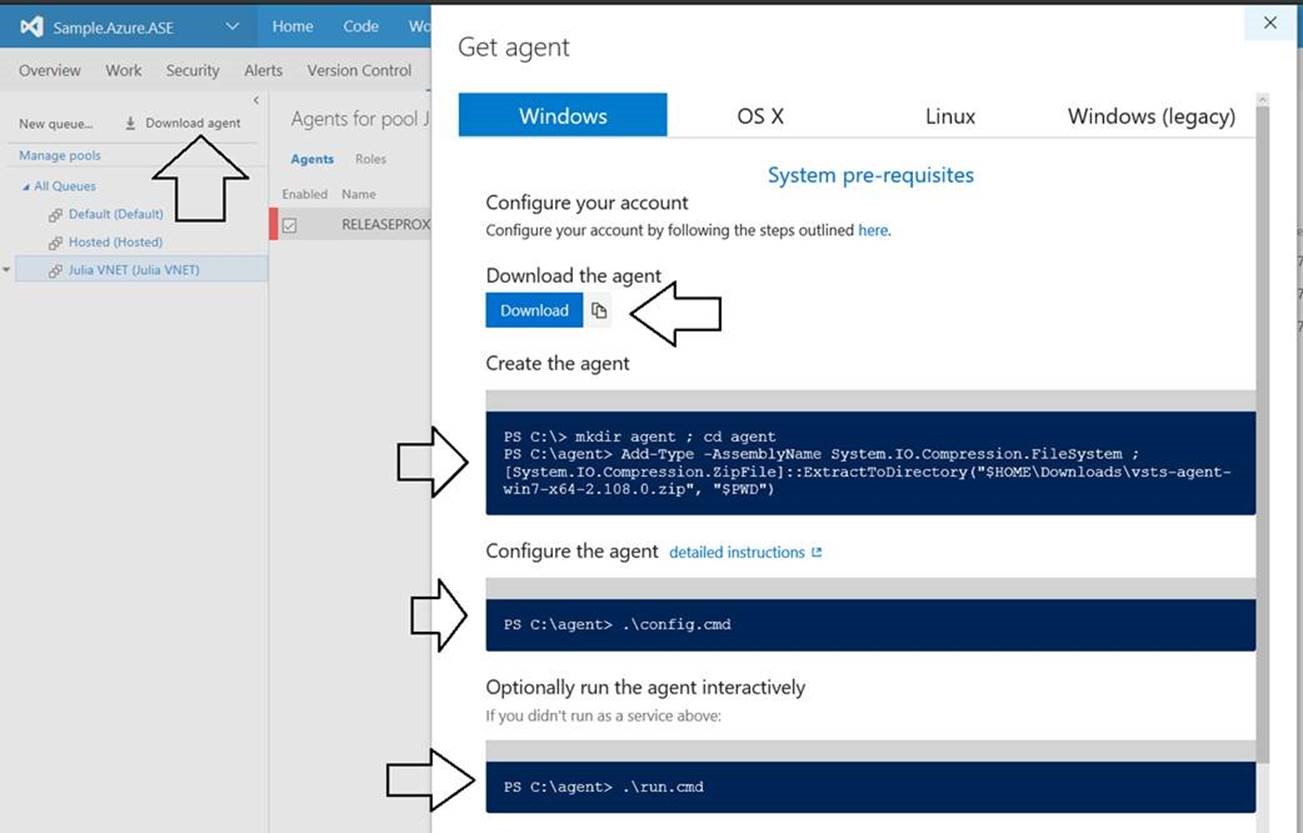 Sample.Azure.ASE
Home Code Wo
Overview Work Security Alerts Version Control
New queue... Download agent
Manage pools
All Queues
Default (Default)
Hosted (Hosted)
Julia VNET (Julia VNET)
Agents for pool J
Agents Roles
Enabled Name
RELEASEPROX
Get agent
Windows OS X Linux Windows (legacy)
System pre-requisites
Configure your account
Configure your account by following the steps outlined here.
Download the agent
Download
Create the agent
PS C:\> mkdir agent ; cd agent
PS C:\agent> Add-Type -AssemblyName System.IO.Compression.FileSystem ;
[System.IO.Compression.ZipFile]::ExtractToDirectory("$HOME\Downloads\vsts-agent-
win7-x64-2.108.0.zip", "$PWD")
Configure the agent detailed instructions
PS C:\agent> .\config.cmd
Optionally run the agent interactively
If you didn't run as a service above:
PS C:\agent> .\run.cmd